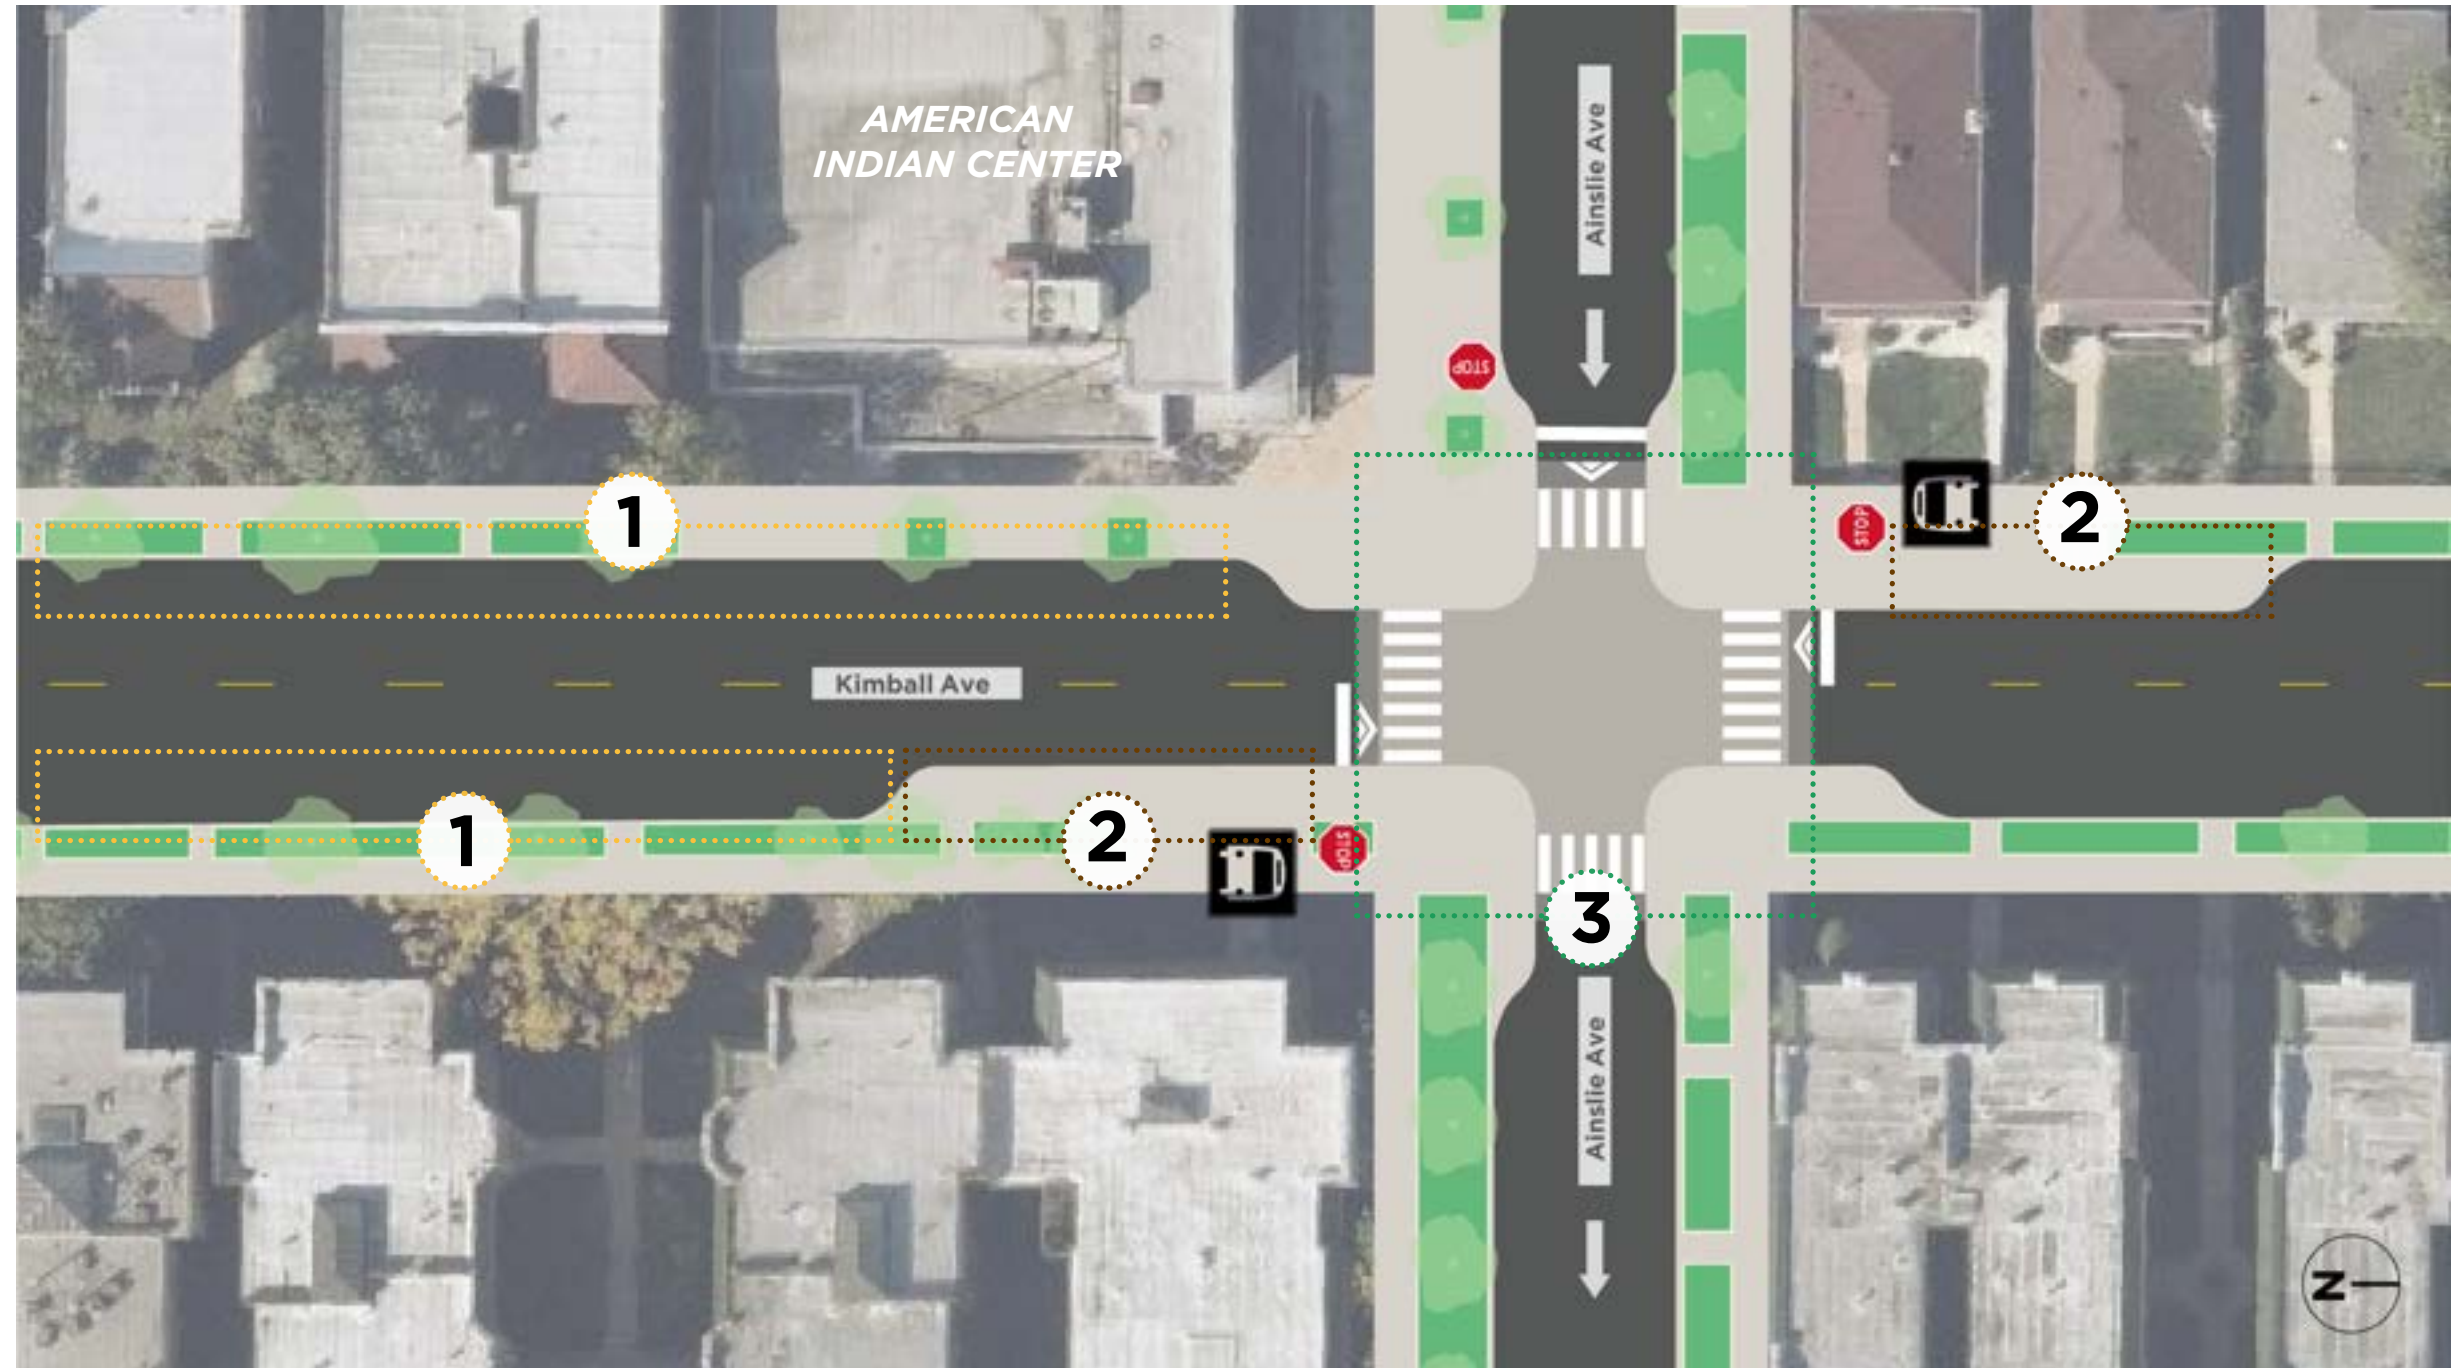 AMERICAN
INDIAN CENTER
Ainslie Ave
STOP
1
STOP
2
Kimball Ave
1
2
STOP
3
Ainslie Ave
N